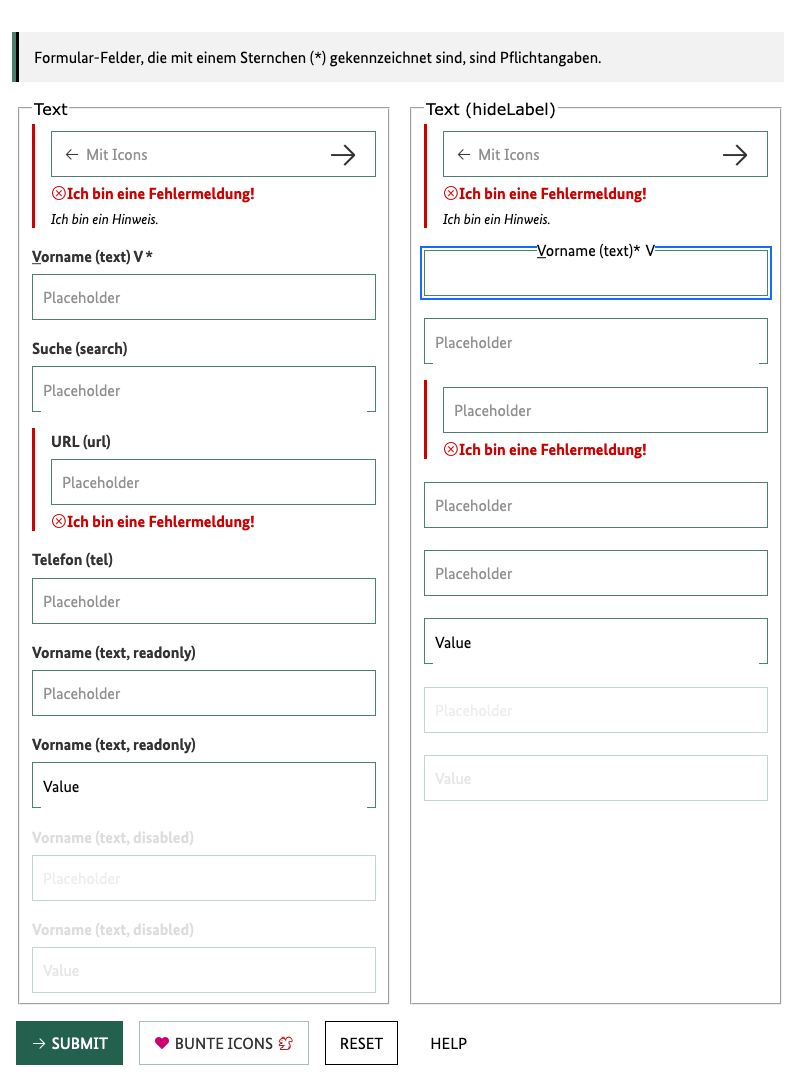 Formular-Felder, die mit einem Sternchen (*) gekennzeichnet sind, sind Pflichtangaben.
Text
Mit Icons
Ich bin eine Fehlermeldung!
Ich bin ein Hinweis.
Vorname (text) V *
Placeholder
Suche (search)
Placeholder
URL (url)
Placeholder
Ich bin eine Fehlermeldung!
Telefon (tel)
Placeholder
Vorname (text, readonly)
Placeholder
Vorname (text, readonly)
Value
Vorname (text, disabled)
Placeholder
Vorname (text, disabled)
Value
Text (hideLabel)
Mit Icons
Ich bin eine Fehlermeldung!
Ich bin ein Hinweis.
Vorname (text)* V
Placeholder
Placeholder
Ich bin eine Fehlermeldung!
Placeholder
Placeholder
Value
Placeholder
Value
SUBMIT
BUNTE ICONS
RESET
HELP